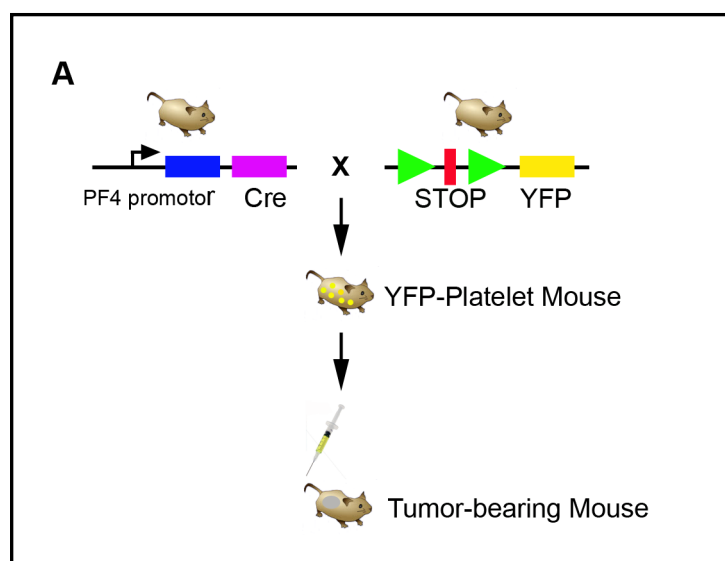 A
X
PF4 promotor Cre
STOP YFP
YFP-Platelet Mouse
Tumor-bearing Mouse